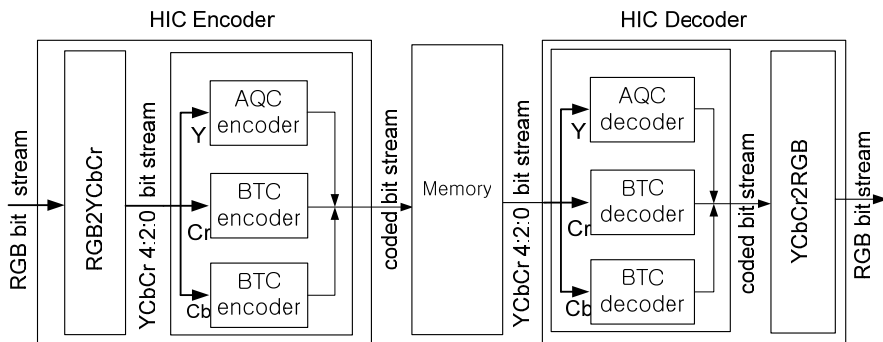 HIC Encoder
HIC Decoder
RGB bit stream
RGB2YCbCr
YCbCr 4:2:0 bit stream
Y
AQC
encoder
Cr
BTC
encoder
Cb
BTC
encoder
coded bit stream
Memory
YCbCr 4:2:0 bit stream
Y
AQC
decoder
Cr
BTC
decoder
Cb
BTC
decoder
coded bit stream
YCbCr2RGB
RGB bit stream